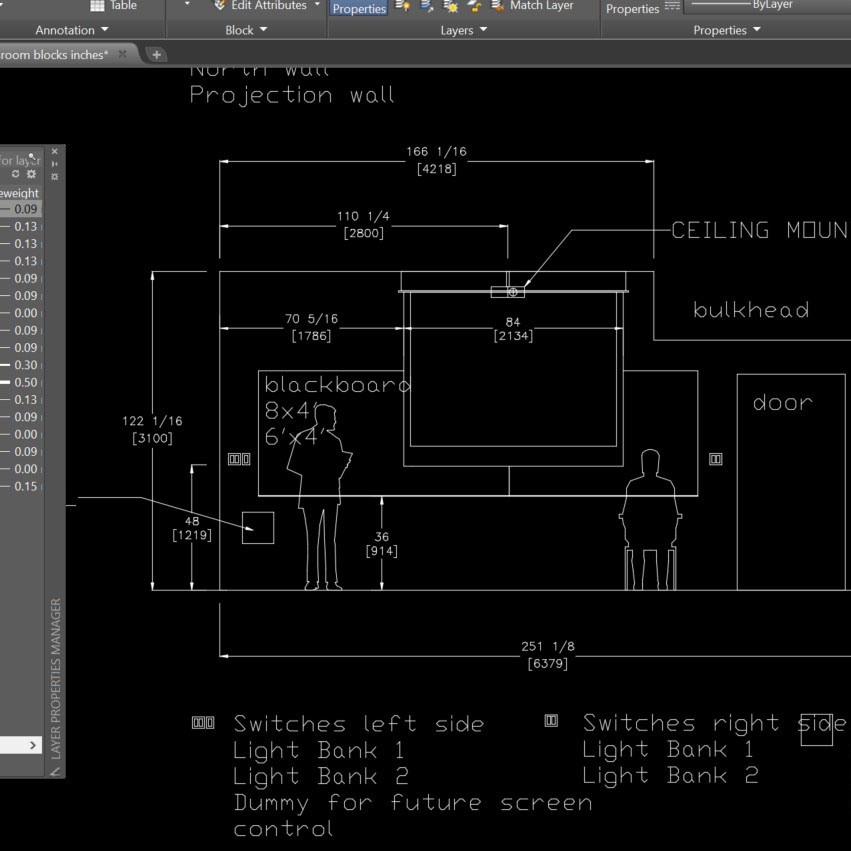 Table
Edit Attributes
Properties
Match Layer
Properties
ByLayer
Annotation
Block
Layers
Properties
room blocks inches*
North wall
Projection wall
for layer
eweight
0.09
0.13
0.13
0.13
0.09
0.09
0.00
0.09
0.09
0.30
0.50
0.13
0.09
0.00
0.09
0.00
0.15
LAYER PROPERTIES MANAGER
166 1/16
[4218]
110 1/4
[2800]
CEILING MOUN
bulkhead
70 5/16
[1786]
84
[2134]
blackboard
8x4'
6'x4'
door
122 1/16
[3100]
48
[1219]
36
[914]
251 1/8
[6379]
Switches left side
Light Bank 1
Light Bank 2
Dummy for future screen
control
Switches right side
Light Bank 1
Light Bank 2